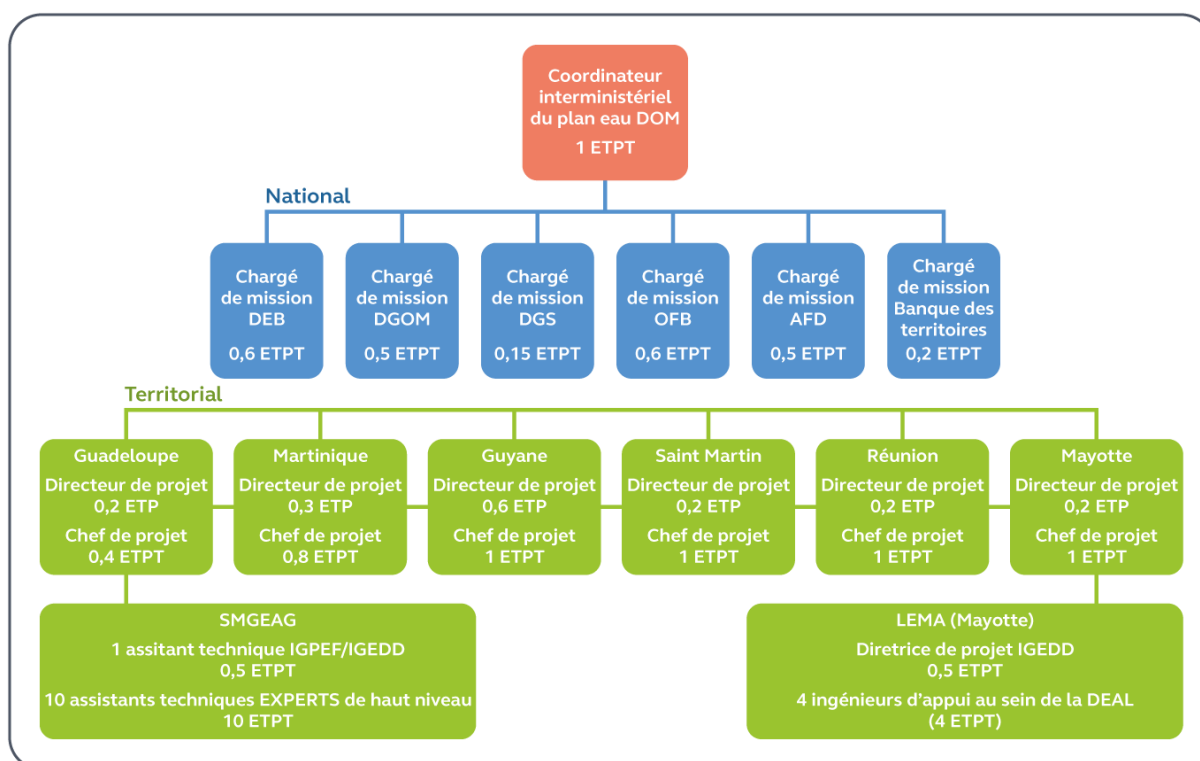 Coordinateur
interministériel
du plan eau DOM
1 ETPT
National
Chargé
de mission
DEB
0,6 ETPT
Chargé
de mission
DGOM
0,5 ETPT
Chargé
de mission
DGS
0,15 ETPT
Chargé
de mission
OFB
0,6 ETPT
Chargé
de mission
AFD
0,5 ETPT
Chargé
de mission
Banque des
territoires
0,2 ETPT
Territorial
Guadeloupe
Directeur de projet
0,2 ETP
Chef de projet
0,4 ETPT
Martinique
Directeur de projet
0,3 ETP
Chef de projet
0,8 ETPT
Guyane
Directeur de projet
0,6 ETP
Chef de projet
1 ETPT
Saint Martin
Directeur de projet
0,2 ETP
Chef de projet
1 ETPT
Réunion
Directeur de projet
0,2 ETP
Chef de projet
1 ETPT
Mayotte
Directeur de projet
0,2 ETP
Chef de projet
1 ETPT
SMGEAG
1 assitant technique IGPEF/IGEDD
0,5 ETPT
10 assistants techniques EXPERTS de haut niveau
10 ETPT
LEMA (Mayotte)
Diretrice de projet IGEDD
0,5 ETPT
4 ingénieurs d’appui au sein de la DEAL
(4 ETPT)